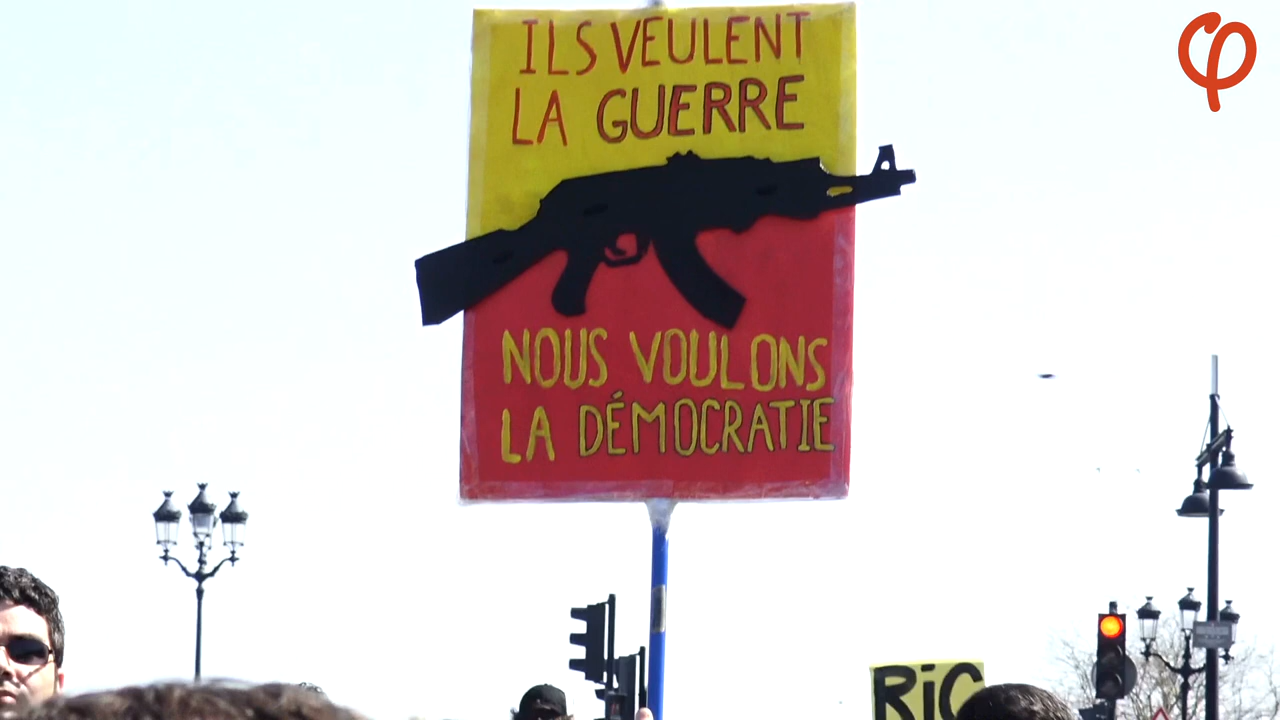 ILS VEULENT
LA GUERRE
NOUS VOULONS
LA DÉMOCRATIE
RiC